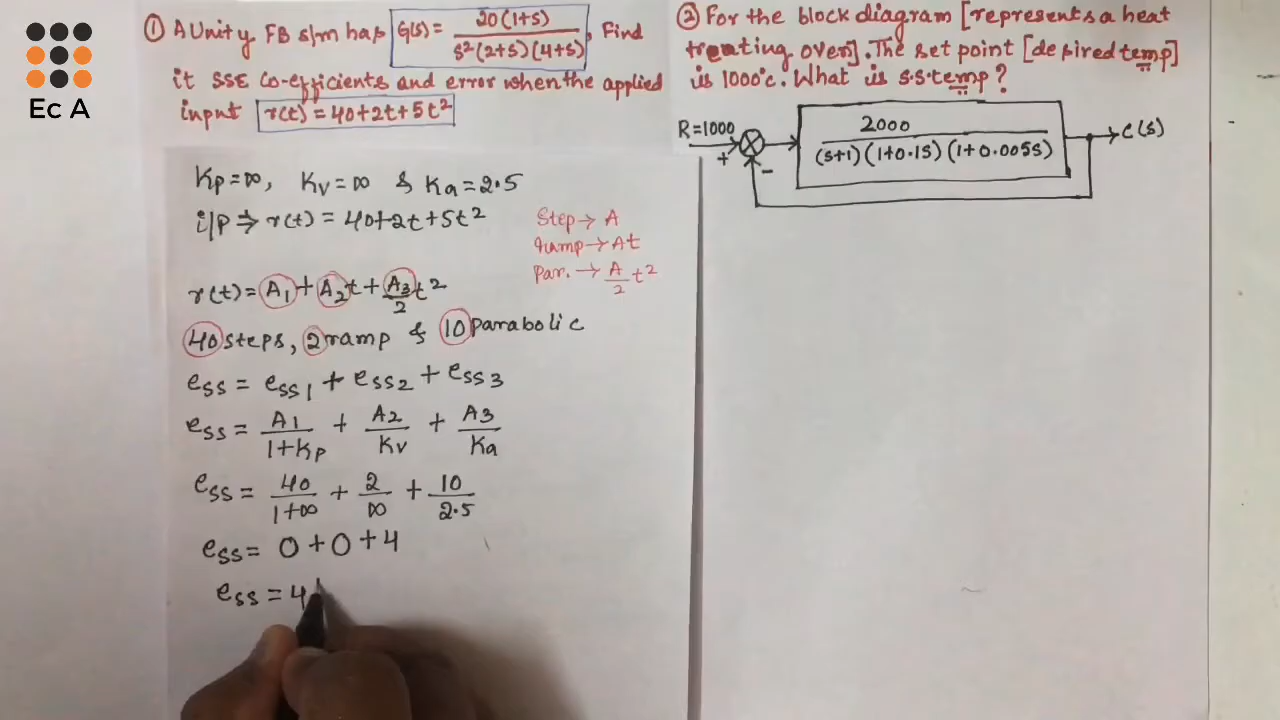 Ec A
① A Unity FB s/m has G(s) = 20(1+s) / s²(2+s)(4+s), Find
it SSE co-efficients and error when the applied
input r(t) = 40+2t+5t²
Kp = ∞, Kv = ∞ & Ka = 2.5
i/p ⇒ r(t) = 40+2t+5t²
Step → A
ramp → At
Par. → A/2 t²
r(t) = A1 + A2t + A3/2 t²
40 steps, 2 ramp & 10 parabolic
ess = ess1 + ess2 + ess3
ess = A1/1+Kp + A2/Kv + A3/Ka
ess = 40/1+∞ + 2/∞ + 10/2.5
ess = 0+0+4
ess = 4
② For the block diagram [represents a heat
treating oven]. The set point [desired temp]
is 1000°c. What is s.s temp?
R=1000
+
-
2000
(s+1)(1+0.1s)(1+0.005s)
C(s)